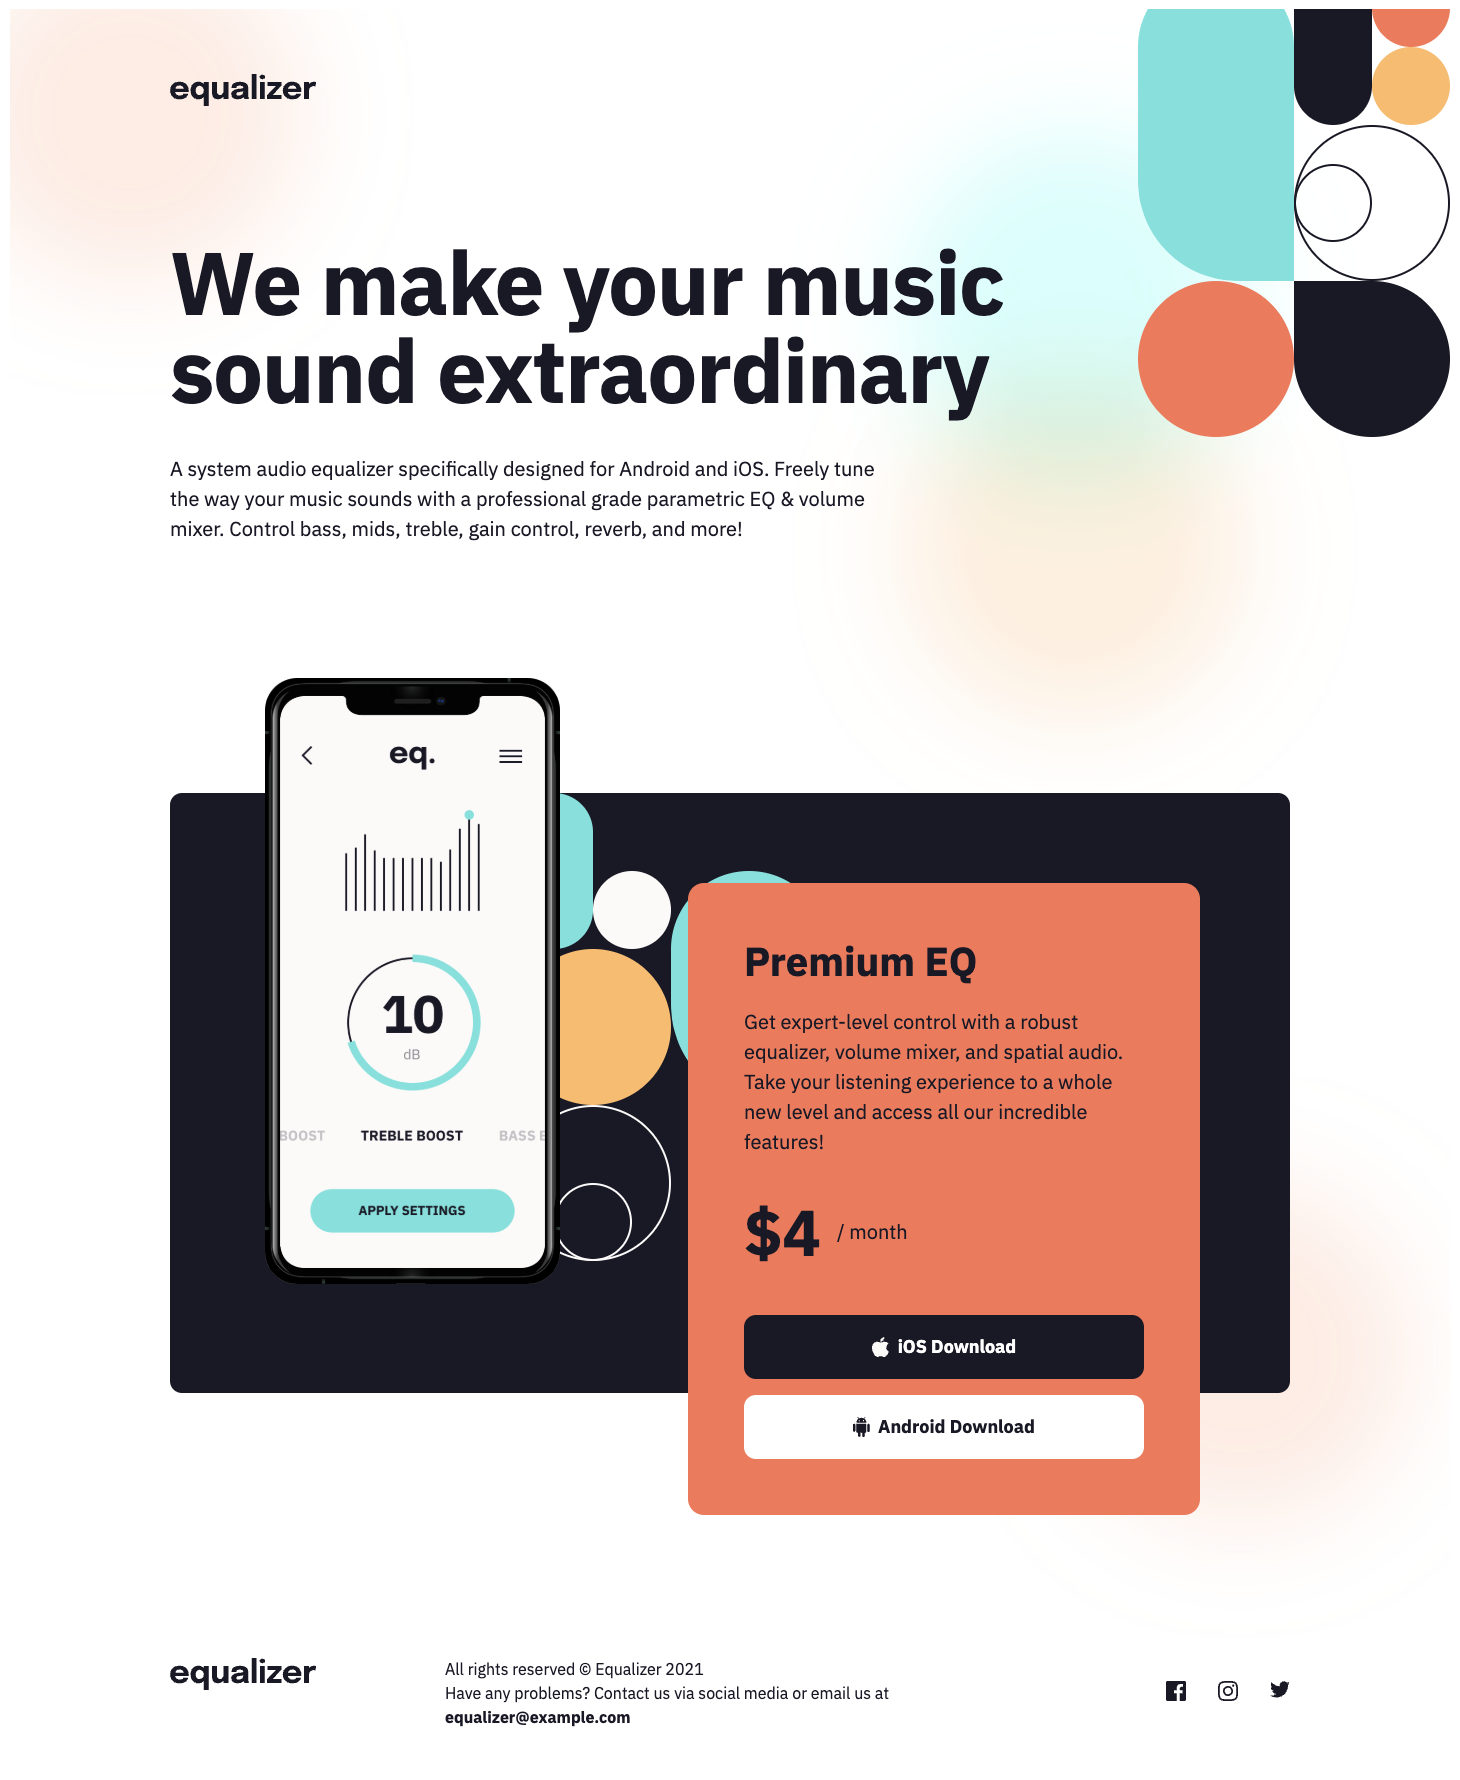 equalizer
We make your music
sound extraordinary
A system audio equalizer specifically designed for Android and iOS. Freely tune
the way your music sounds with a professional grade parametric EQ & volume
mixer. Control bass, mids, treble, gain control, reverb, and more!
eq.
10
dB
BOOST TREBLE BOOST BASS
APPLY SETTINGS
Premium EQ
Get expert-level control with a robust
equalizer, volume mixer, and spatial audio.
Take your listening experience to a whole
new level and access all our incredible
features!
$4 / month
iOS Download
Android Download
equalizer
All rights reserved © Equalizer 2021
Have any problems? Contact us via social media or email us at
equalizer@example.com